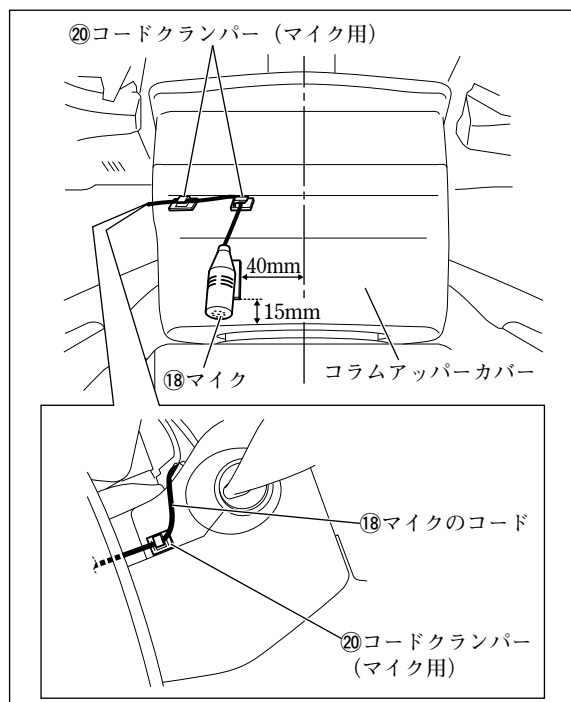 ⑳コードクランパー（マイク用）
40mm
15mm
⑱マイク
コラムアッパーカバー
⑱マイクのコード
⑳コードクランパー
（マイク用）